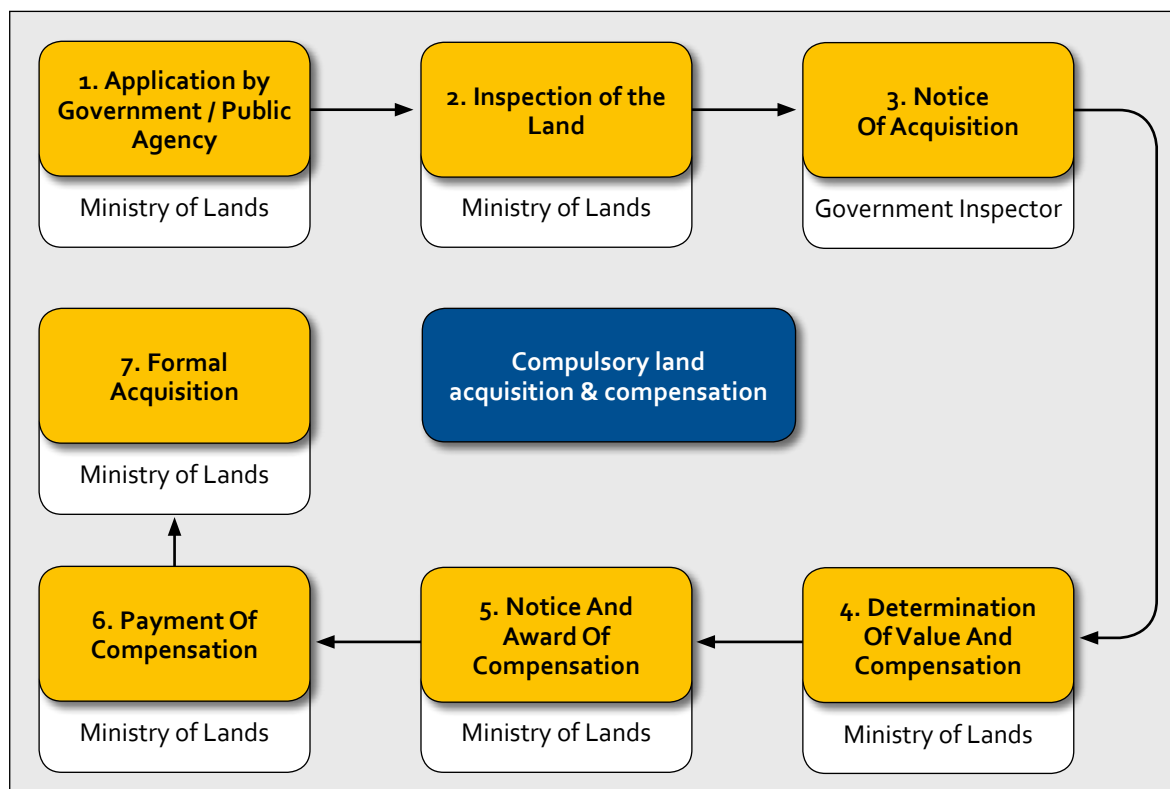 1. Application by
Government / Public
Agency
Ministry of Lands
2. Inspection of the
Land
Ministry of Lands
3. Notice
Of Acquisition
Government Inspector
7. Formal
Acquisition
Ministry of Lands
Compulsory land
acquisition & compensation
6. Payment Of
Compensation
Ministry of Lands
5. Notice And
Award Of
Compensation
Ministry of Lands
4. Determination
Of Value And
Compensation
Ministry of Lands